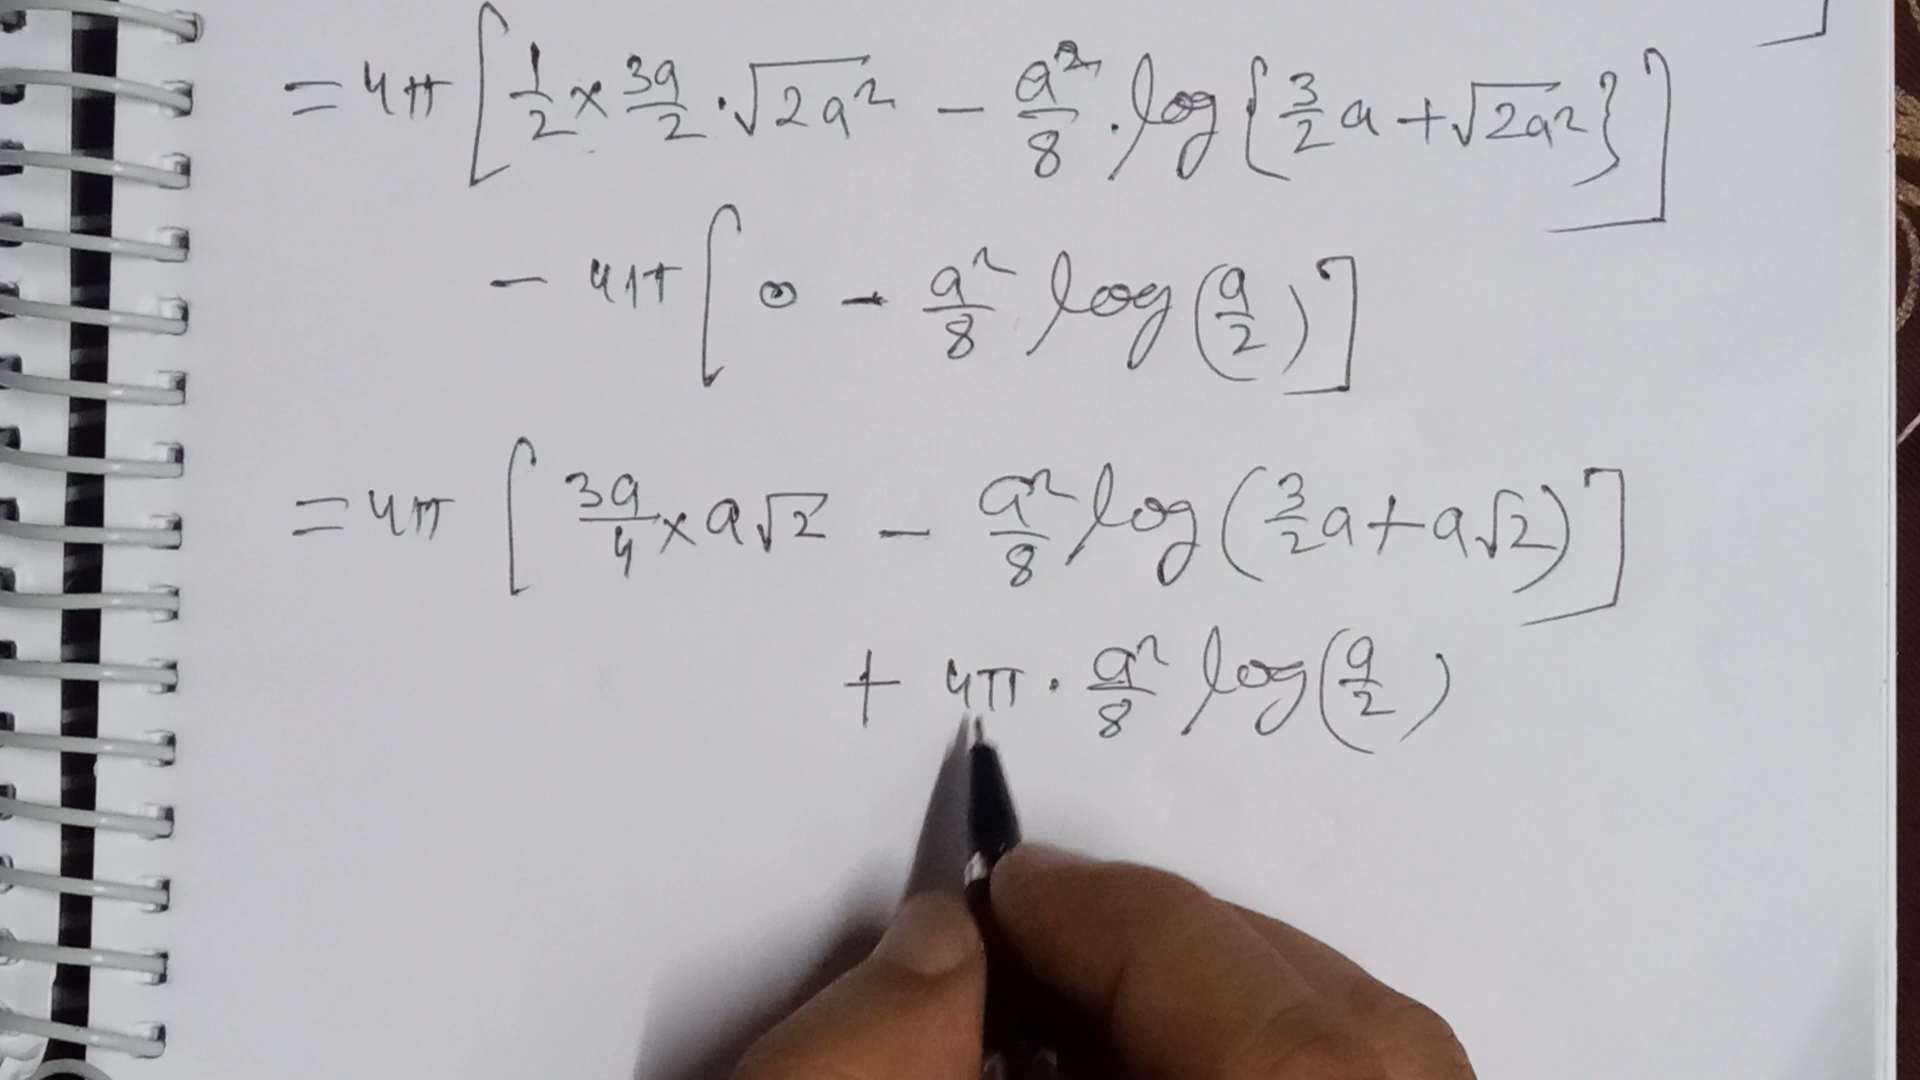 = 4π [ 1/2 × 3a/2 · √2a² − a²/8 · log{ 3/2 a + √2a² } ]
− 4π [ 0 − a²/8 log(a/2) ]
= 4π [ 3a/4 × a√2 − a²/8 log( 3/2 a + a√2 ) ]
+ 4π · a²/8 log(a/2)